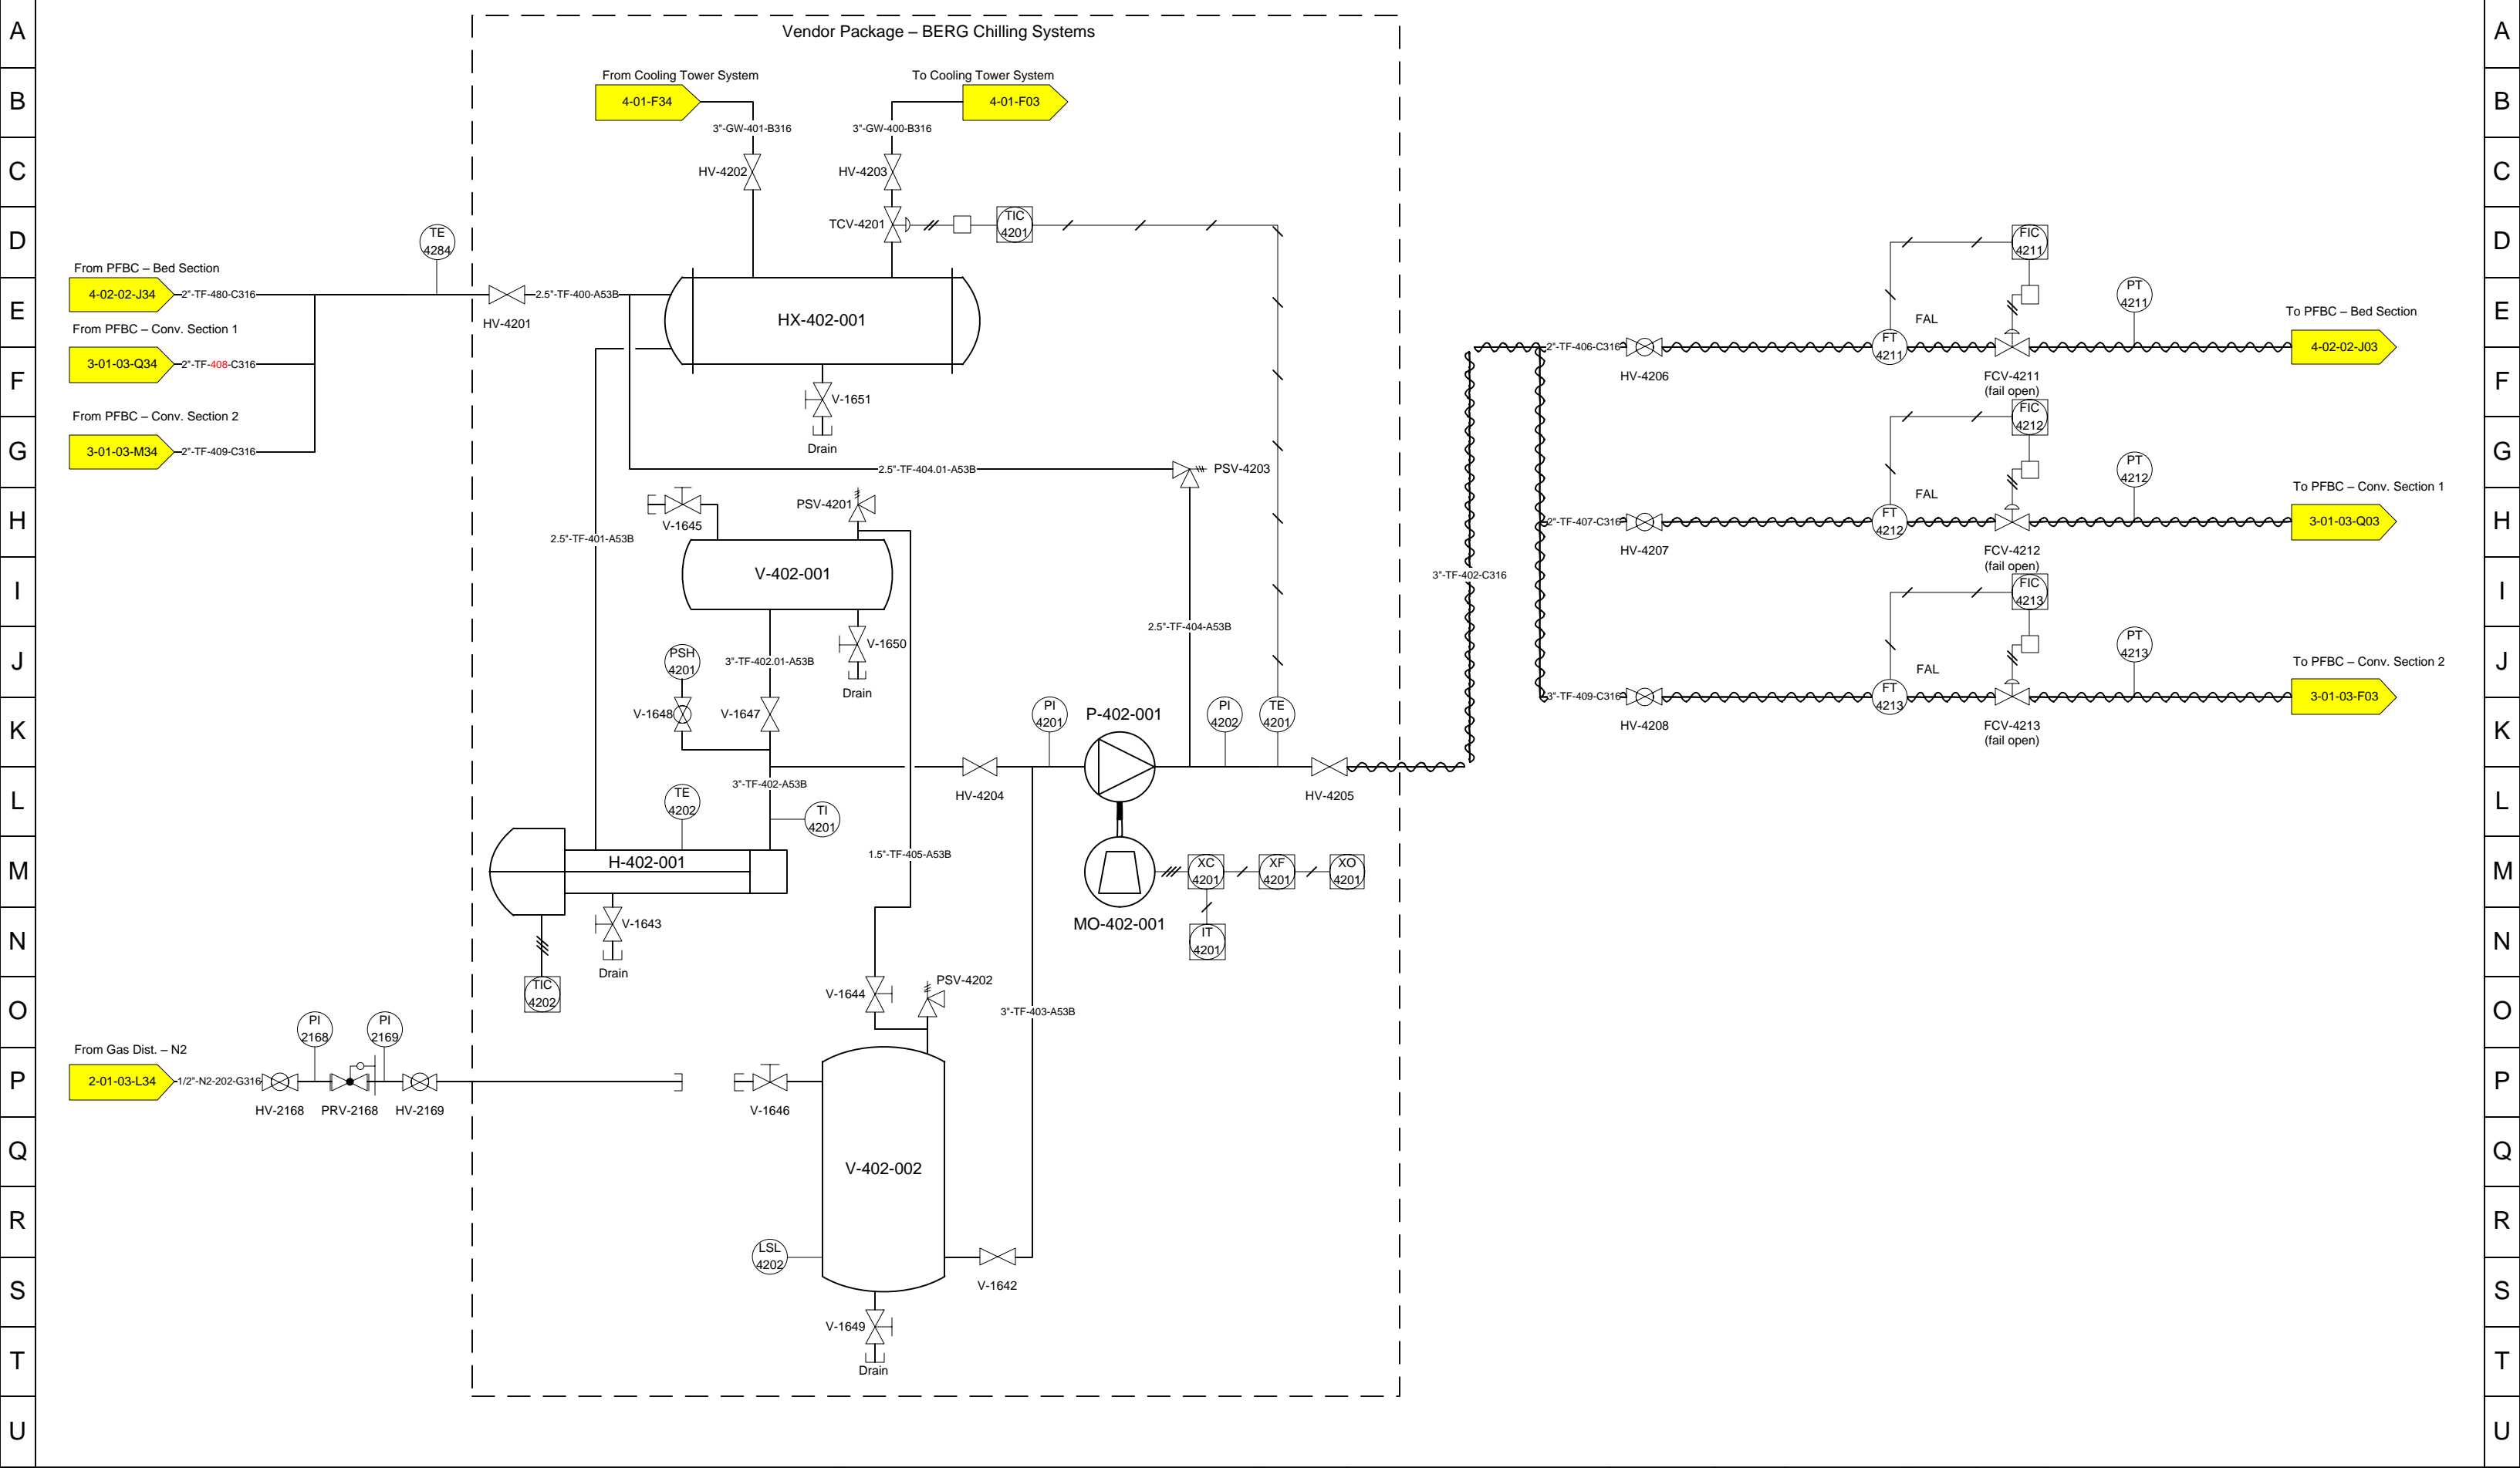 A
A
Vendor Package – BERG Chilling Systems
From Cooling Tower System
To Cooling Tower System
B
4-01-F34
4-01-F03
B
3"-GW-401-B316
3"-GW-400-B316
C
HV-4202
HV-4203
C
D
TE
4284
TCV-4201
TIC
4201
FIC
4211
D
From PFBC – Bed Section
4-02-02-J34
2"-TF-480-C316
2.5"-TF-400-A53B
HV-4201
HX-402-001
E
PT
4211
FAL
To PFBC – Bed Section
E
From PFBC – Conv. Section 1
3-01-03-Q34
2"-TF-408-C316
2"-TF-406-C316
FT
4211
4-02-02-J03
HV-4206
FCV-4211
(fail open)
F
V-1651
F
From PFBC – Conv. Section 2
3-01-03-M34
2"-TF-409-C316
Drain
FIC
4212
G
2.5"-TF-404.01-A53B
PSV-4203
PT
4212
G
FAL
To PFBC – Conv. Section 1
H
V-1645
PSV-4201
2.5"-TF-401-A53B
2"-TF-407-C316
FT
4212
3-01-03-Q03
H
HV-4207
FCV-4212
(fail open)
V-402-001
3"-TF-402-C316
I
FIC
4213
I
2.5"-TF-404-A53B
V-1650
J
PSH
4201
3"-TF-402.01-A53B
Drain
PT
4213
FAL
To PFBC – Conv. Section 2
J
3"-TF-409-C316
FT
4213
3-01-03-F03
V-1648
V-1647
PI
4201
P-402-001
PI
4202
TE
4201
HV-4208
FCV-4213
(fail open)
K
K
3"-TF-402-A53B
HV-4204
HV-4205
L
TE
4202
TI
4201
L
1.5"-TF-405-A53B
H-402-001
M
XC
4201
XF
4201
XO
4201
M
V-1643
MO-402-001
N
IT
4201
N
Drain
TIC
4202
V-1644
PSV-4202
O
PI
2168
PI
2169
3"-TF-403-A53B
O
From Gas Dist. – N2
2-01-03-L34
1/2"-N2-202-G316
P
P
HV-2168
PRV-2168
HV-2169
V-1646
Q
V-402-002
Q
R
R
LSL
4202
V-1642
S
S
V-1649
T
Drain
T
U
U